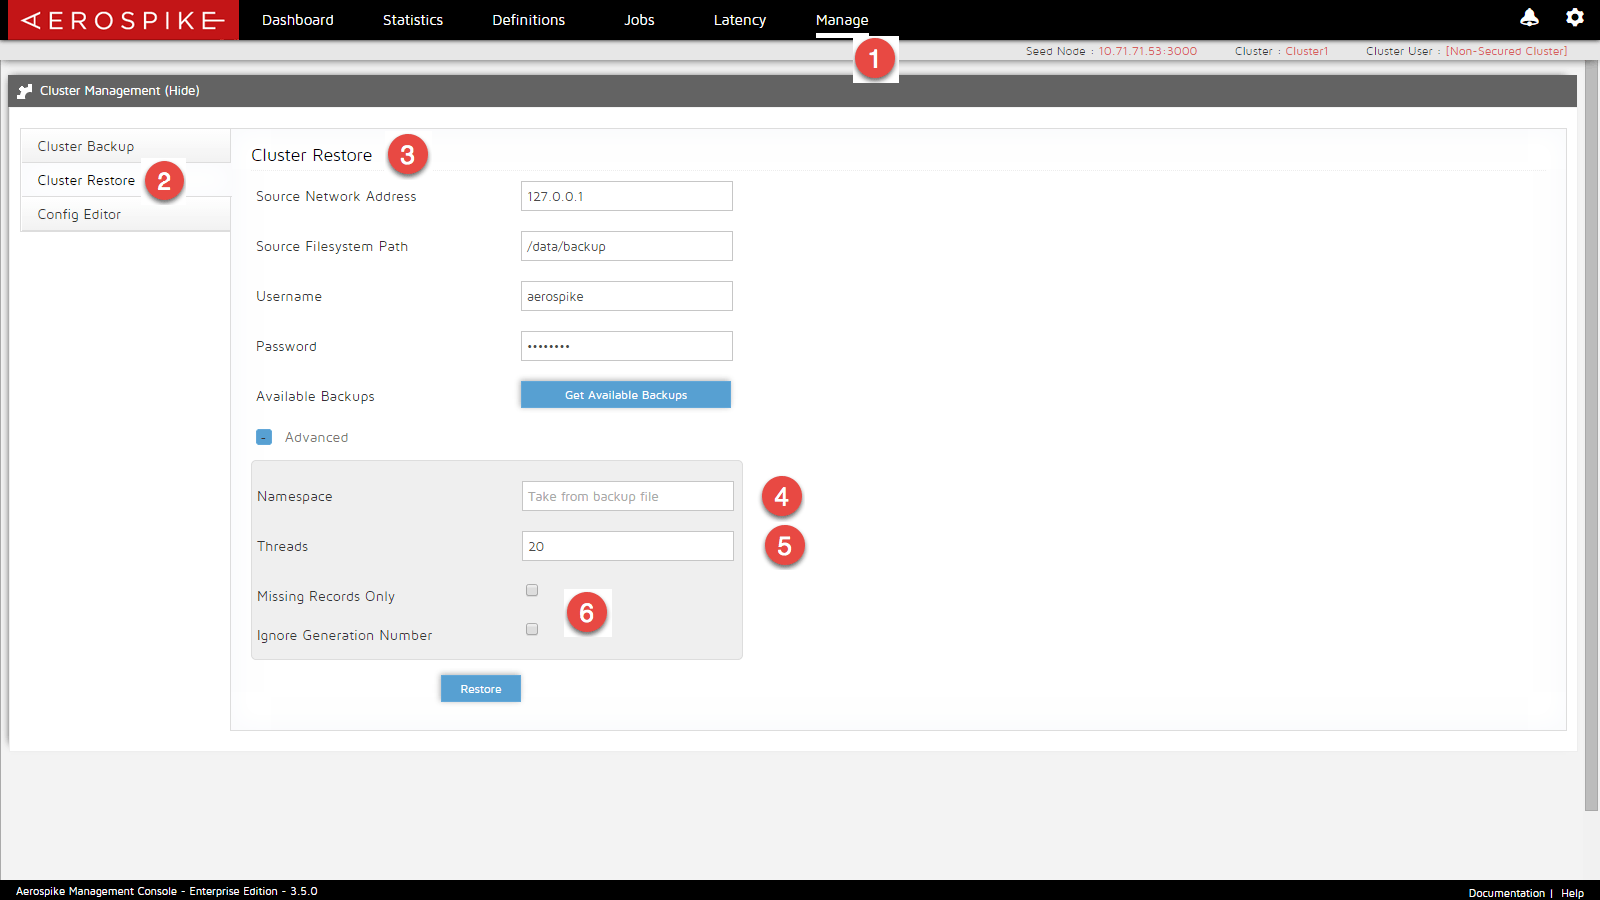 AEROSPIKE Dashboard Statistics Definitions Jobs Latency Manage
Seed Node : 10.71.71.53:3000 Cluster : Cluster1 Cluster User : [Non-Secured Cluster]
1
Cluster Management (Hide)
Cluster Backup
Cluster Restore 2
Config Editor
Cluster Restore 3
Source Network Address 127.0.0.1
Source Filesystem Path /data/backup
Username aerospike
Password ••••••••
Available Backups Get Available Backups
- Advanced
Namespace Take from backup file 4
Threads 20 5
Missing Records Only
6
Ignore Generation Number
Restore
Aerospike Management Console - Enterprise Edition - 3.5.0 Documentation | Help